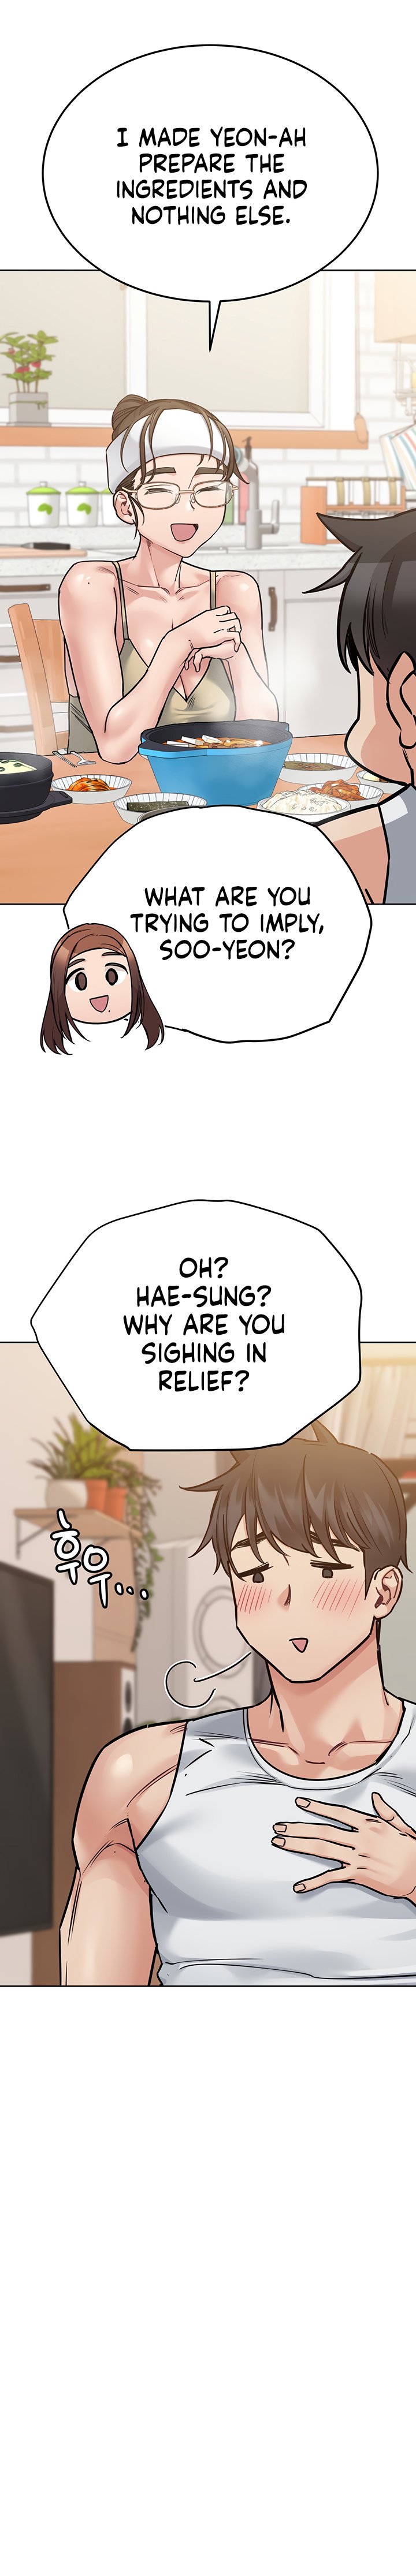 I MADE YEON-AH
PREPARE THE
INGREDIENTS AND
NOTHING ELSE.
WHAT ARE YOU
TRYING TO IMPLY,
SOO-YEON?
OH?
HAE-SUNG?
WHY ARE YOU
SIGHING IN
RELIEF?
후우...